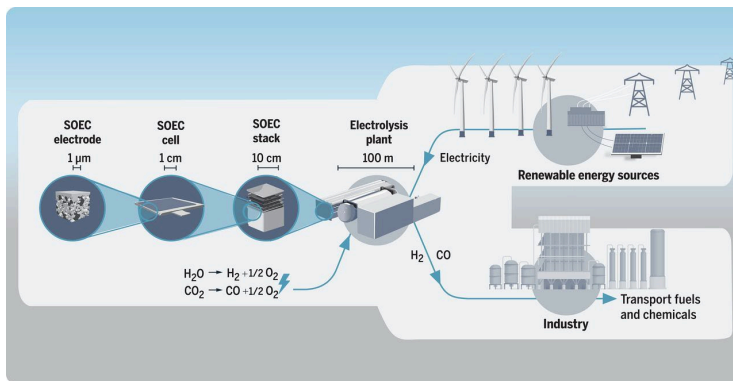 SOEC
electrode
1 µm
SOEC
cell
1 cm
SOEC
stack
10 cm
Electrolysis
plant
100 m
Electricity
Renewable energy sources
H₂O → H₂ +1/2 O₂
CO₂ → CO +1/2 O₂
H₂ CO
Industry
Transport fuels
and chemicals